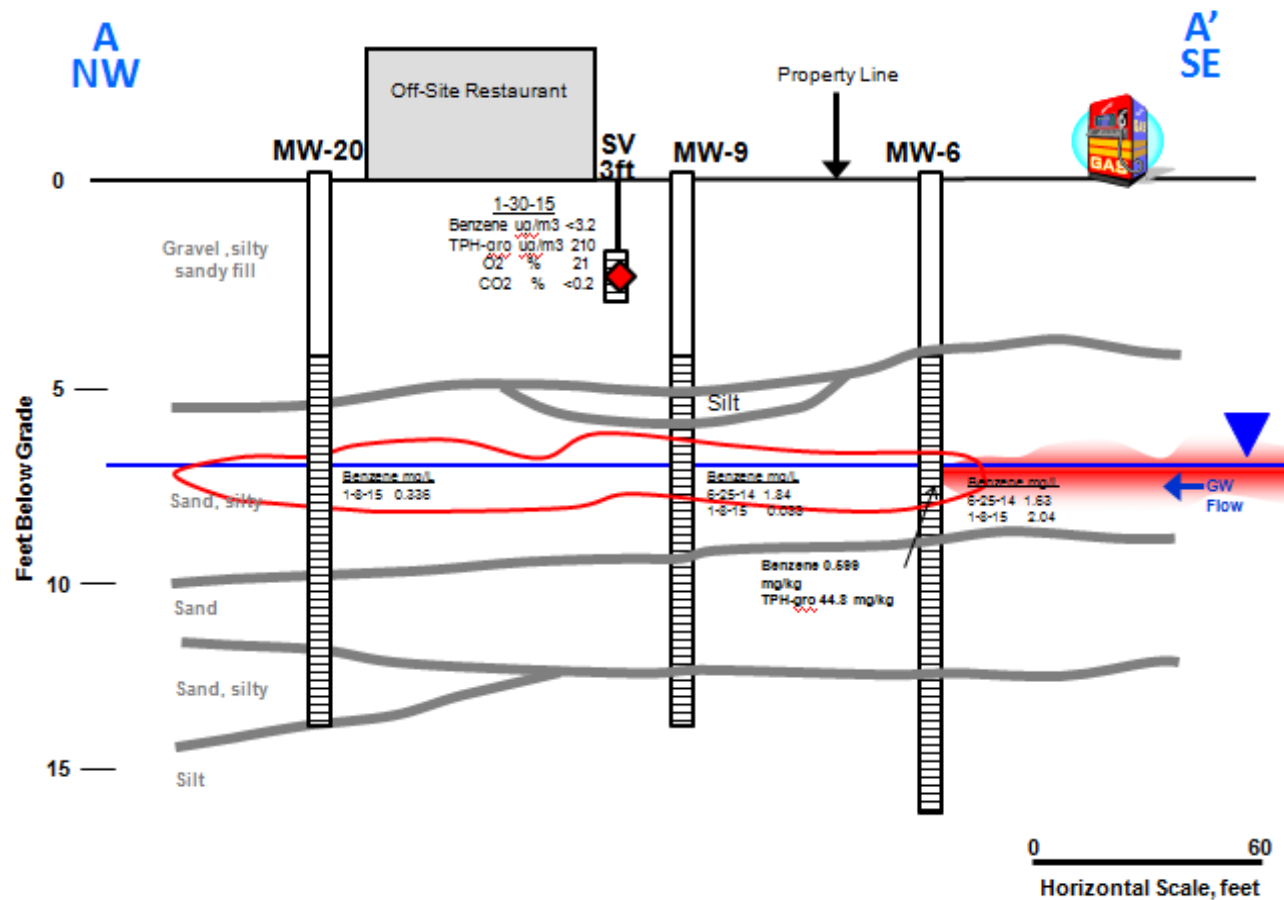 A
NW
A'
SE
Off-Site Restaurant
Property Line
MW-20
SV
3ft
MW-9
MW-6
GAS
GAS
0
1-30-15
Benzene ug/m3 <3.2
TPH-gro ug/m3 210
O2 % 21
CO2 % <0.2
Gravel ,silty
sandy fill
5
Silt
Feet Below Grade
Benzene mg/L
1-8-15 0.336
Benzene mg/L
6-25-14 1.84
1-8-15
Benzene mg/L
6-25-14 1.63
1-8-15 2.04
GW
Flow
Sand, silty
Benzene 0.599
mg/kg
TPH-gro 44.8 mg/kg
10
Sand
Sand, silty
15
Silt
0 60
Horizontal Scale, feet